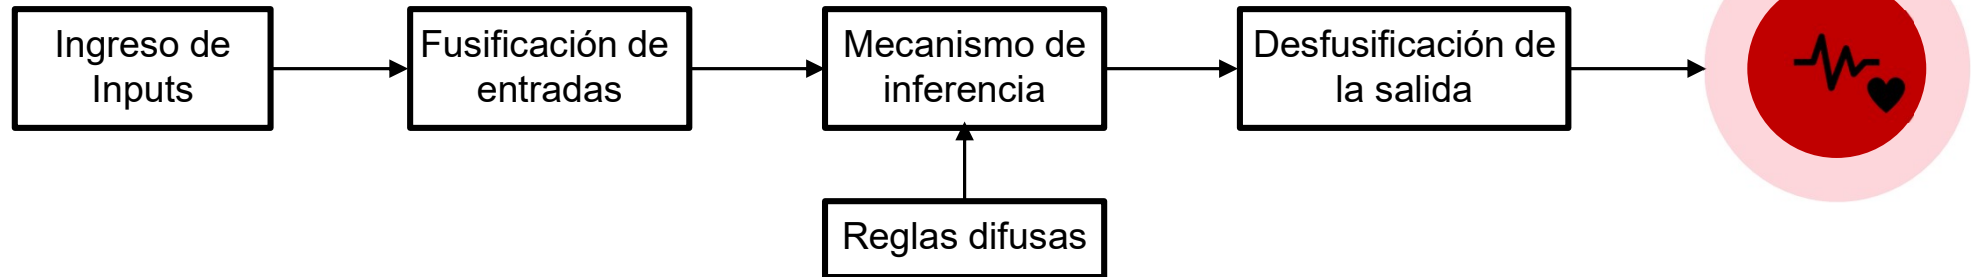 Ingreso de
Inputs
Fusificación de
entradas
Mecanismo de
inferencia
Desfusificación de
la salida
Reglas difusas